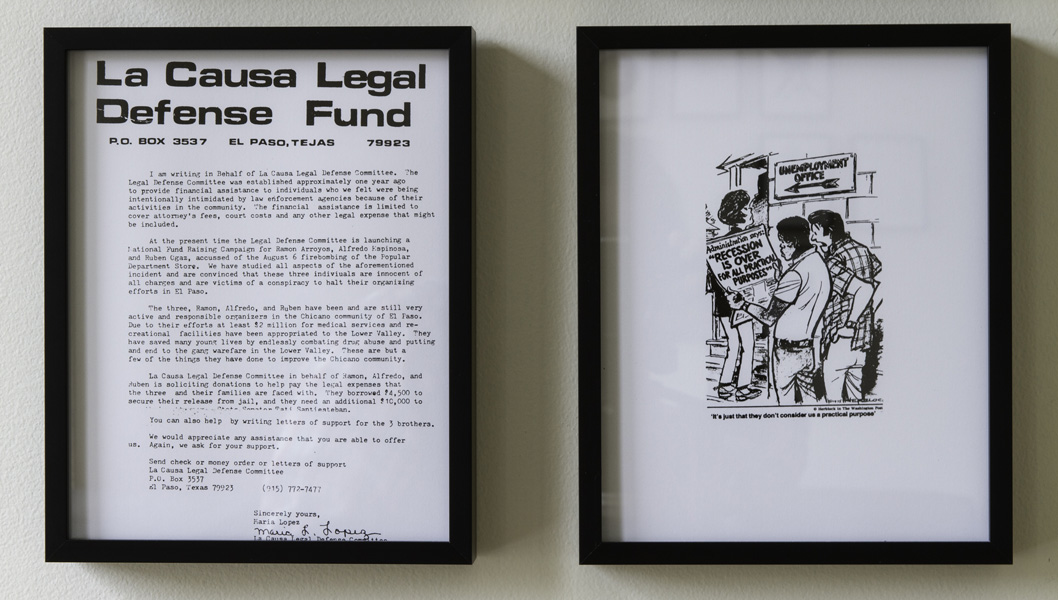 La Causa Legal
Defense Fund
P.O. BOX 3537 EL PASO, TEJAS 79923
I am writing in Behalf of La Causa Legal Defense Committee. The
Legal Defense Committee was established approximately one year ago
to provide financial assistance to individuals who we felt were being
intentionally intimidated by law enforcement agencies because of their
activities in the community. The financial assistance is limited to
cover attorney's fees, court costs and any other legal expense that might
be included.
At the present time the Legal Defense Committee is launching a
National Fund Raising Campaign for Ramon Arroyos, Alfredo Espinosa,
and Ruben Ogaz, accussed of the August 6 firebombing of the Popular
Department Store. We have studied all aspects of the aforementioned
incident and are convinced that these three indiviuals are innocent of
all charges and are victims of a conspiracy to halt their organizing
efforts in El Paso.
The three, Ramon, Alfredo, and Ruben have been and are still very
active and responsible organizers in the Chicano community of El Paso.
Due to their efforts at least $2 million for medical services and re-
creational facilities have been appropriated to the Lower Valley. They
have saved many young lives by endlessly combating drug abuse and putting
and end to the gang warefare in the Lower Valley. These are but a
few of the things they have done to improve the Chicano community.
La Causa Legal Defense Committee in behalf of Ramon, Alfredo, and
Ruben is soliciting donations to help pay the legal expenses that
the three and their families are faced with. They borrowed $4,500 to
secure their release from jail, and they need an additional $10,000 to
State Senator Tati Santiesteban.
You can also help by writing letters of support for the 3 brothers.
We would appreciate any assistance that you are able to offer
us. Again, we ask for your support.
Send check or money order or letters of support
La Causa Legal Defense Committee
P.O. Box 3537
El Paso, Texas 79923 (915) 772-7477
Sincerely yours,
Maria Lopez
Maria L. Lopez
La Causa Legal Defense Committee
UNEMPLOYMENT
OFFICE
Administration says:
"RECESSION
IS OVER
FOR ALL PRACTICAL
PURPOSES"
© Herblock in The Washington Post
'It's just that they don't consider us a practical purpose'